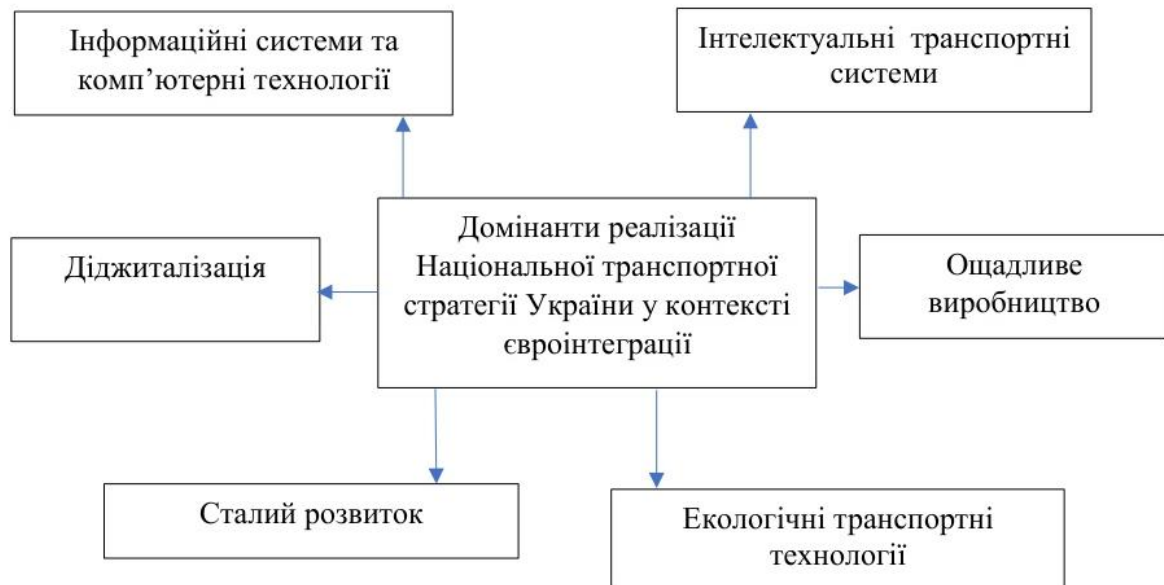 Інформаційні системи та
комп’ютерні технології
Інтелектуальні транспортні
системи
Домінанти реалізації
Національної транспортної
стратегії України у контексті
євроінтеграції
Діджиталізація
Ощадливе
виробництво
Сталий розвиток
Екологічні транспортні
технології